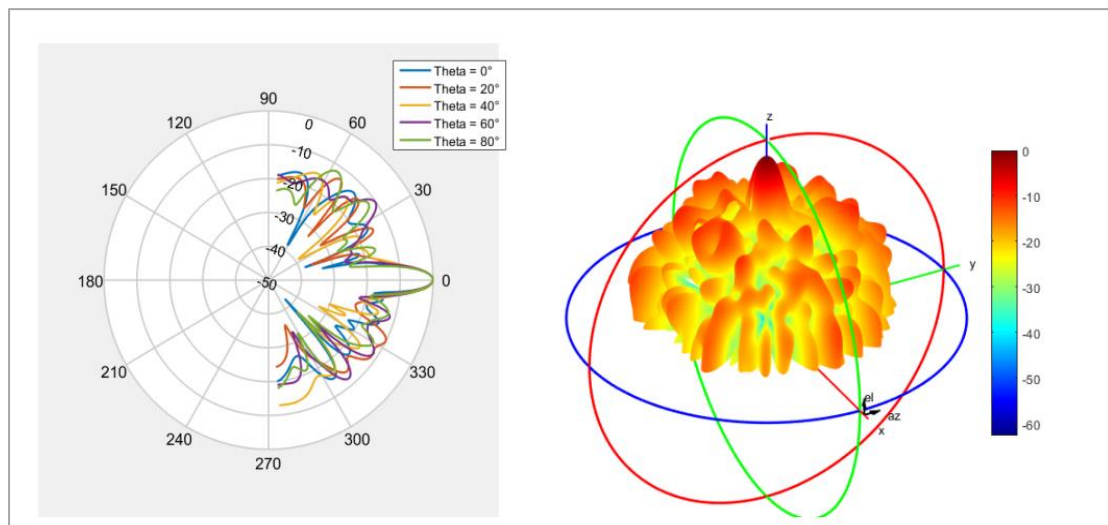 Theta = 0°
Theta = 20°
Theta = 40°
Theta = 60°
Theta = 80°
90
120
60
150
30
180
0
210
330
240
300
270
0
-10
-20
-30
-40
-50
z
y
x
el
az
0
-10
-20
-30
-40
-50
-60